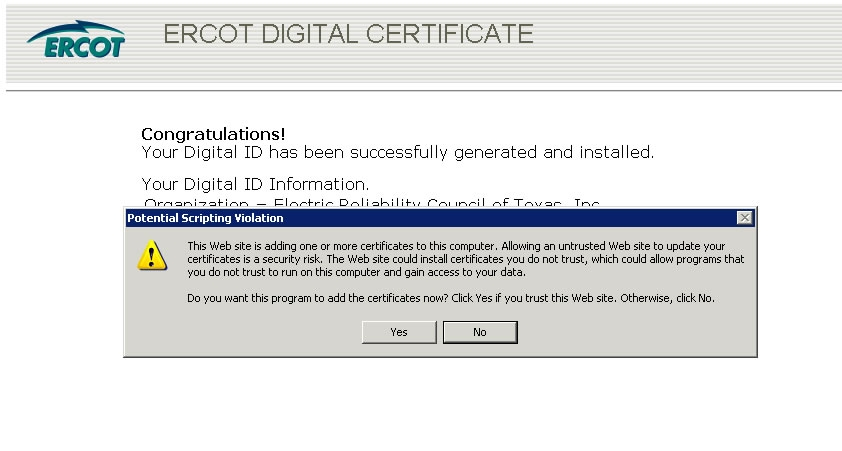 ERCOT
ERCOT DIGITAL CERTIFICATE
Congratulations!
Your Digital ID has been successfully generated and installed.
Your Digital ID Information.
Organization = Electric Reliability Council of Texas, Inc
Potential Scripting Violation
This Web site is adding one or more certificates to this computer. Allowing an untrusted Web site to update your
certificates is a security risk. The Web site could install certificates you do not trust, which could allow programs that
you do not trust to run on this computer and gain access to your data.
Do you want this program to add the certificates now? Click Yes if you trust this Web site. Otherwise, click No.
Yes
No